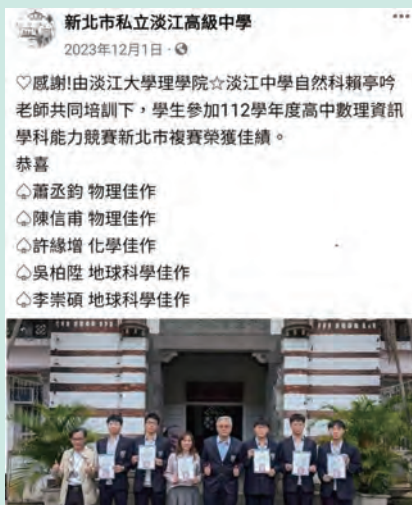 新北市私立淡江高級中學
2023年12月1日 ·
♡感謝!由淡江大學理學院☆淡江中學自然科賴亭吟
老師共同培訓下，學生參加112學年度高中數理資訊
學科能力競賽新北市複賽榮獲佳績。
恭喜
♤蕭丞鈞 物理佳作
♤陳信甫 物理佳作
♤許緣增 化學佳作
♤吳柏陞 地球科學佳作
♤李崇碩 地球科學佳作